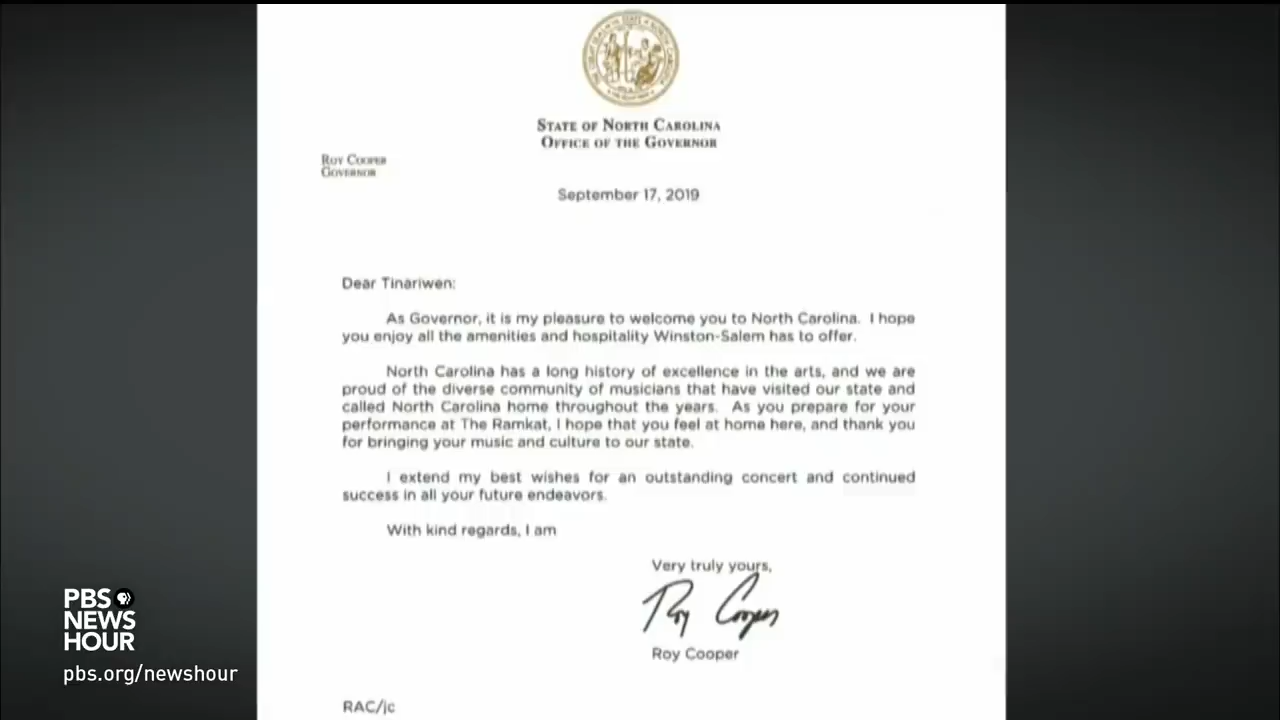 STATE OF NORTH CAROLINA
OFFICE OF THE GOVERNOR
ROY COOPER
GOVERNOR
September 17, 2019
Dear Tinariwen:
As Governor, it is my pleasure to welcome you to North Carolina. I hope
you enjoy all the amenities and hospitality Winston-Salem has to offer.
North Carolina has a long history of excellence in the arts, and we are
proud of the diverse community of musicians that have visited our state and
called North Carolina home throughout the years. As you prepare for your
performance at The Ramkat, I hope that you feel at home here, and thank you
for bringing your music and culture to our state.
I extend my best wishes for an outstanding concert and continued
success in all your future endeavors.
With kind regards, I am
Very truly yours,
Roy Cooper
Roy Cooper
RAC/jc
PBS
NEWS
HOUR
pbs.org/newshour